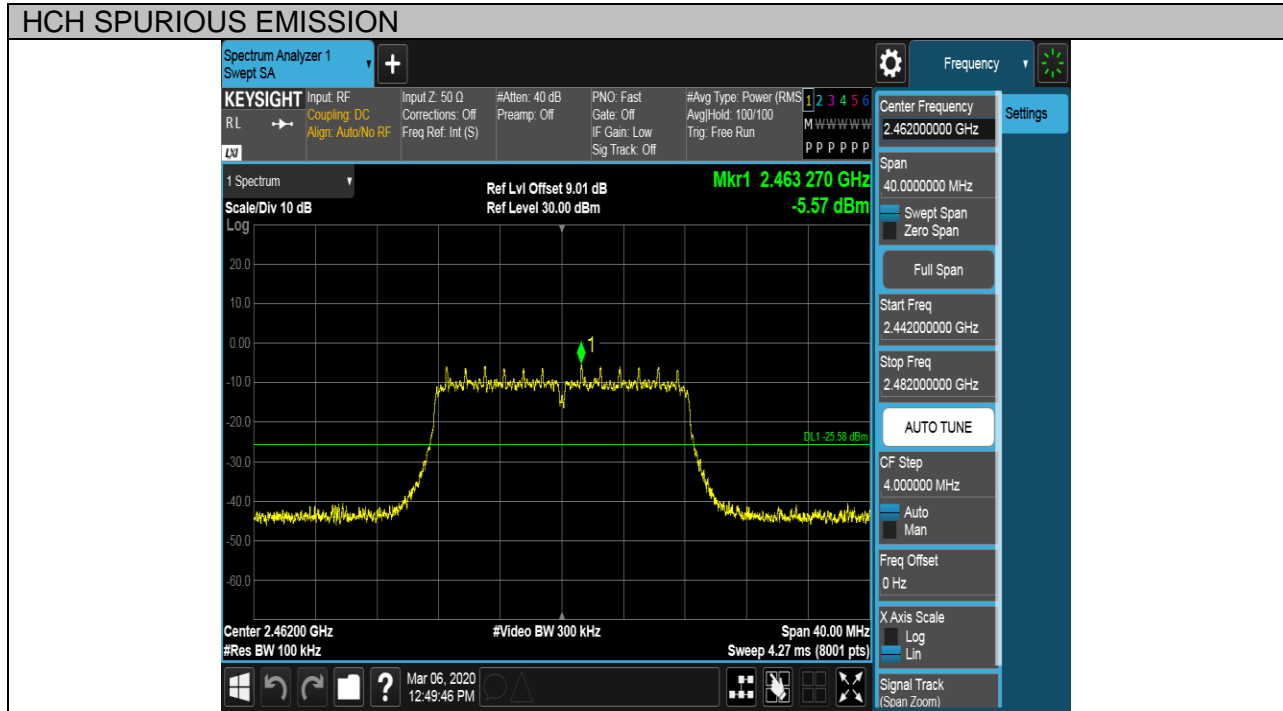 HCH SPURIOUS EMISSION
Spectrum Analyzer 1
Swept SA
+
Frequency
KEYSIGHT
RL
LXI
Input: RF
Coupling: DC
Align: Auto/No RF
Input Z: 50 Ω
Corrections: Off
Freq Ref: Int (S)
#Atten: 40 dB
Preamp: Off
PNO: Fast
Gate: Off
IF Gain: Low
Sig Track: Off
#Avg Type: Power (RMS
Avg|Hold: 100/100
Trig: Free Run
1 2 3 4 5 6
M W W W W W
P P P P P P
1 Spectrum
Scale/Div 10 dB
Ref Lvl Offset 9.01 dB
Ref Level 30.00 dBm
Mkr1 2.463 270 GHz
-5.57 dBm
Log
20.0
10.0
0.00
-10.0
-20.0
-30.0
-40.0
-50.0
-60.0
1
DL1 -25.58 dBm
Center 2.46200 GHz
#Res BW 100 kHz
#Video BW 300 kHz
Span 40.00 MHz
Sweep 4.27 ms (8001 pts)
?
Mar 06, 2020
12:49:46 PM
Center Frequency
2.462000000 GHz
Settings
Span
40.0000000 MHz
Swept Span
Zero Span
Full Span
Start Freq
2.442000000 GHz
Stop Freq
2.482000000 GHz
AUTO TUNE
CF Step
4.000000 MHz
Auto
Man
Freq Offset
0 Hz
X Axis Scale
Log
Lin
Signal Track
(Span Zoom)